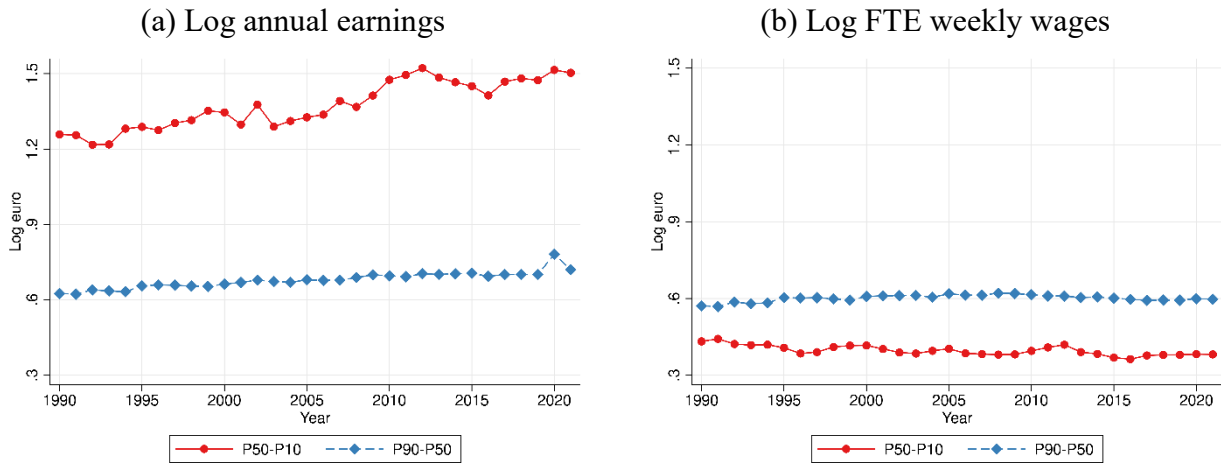 (a) Log annual earnings
Log euro
1.5
1.2
.9
.6
.3
1990 1995 2000 2005 2010 2015 2020
Year
P50-P10 P90-P50
(b) Log FTE weekly wages
Log euro
1.5
1.2
.9
.6
.3
1990 1995 2000 2005 2010 2015 2020
Year
P50-P10 P90-P50